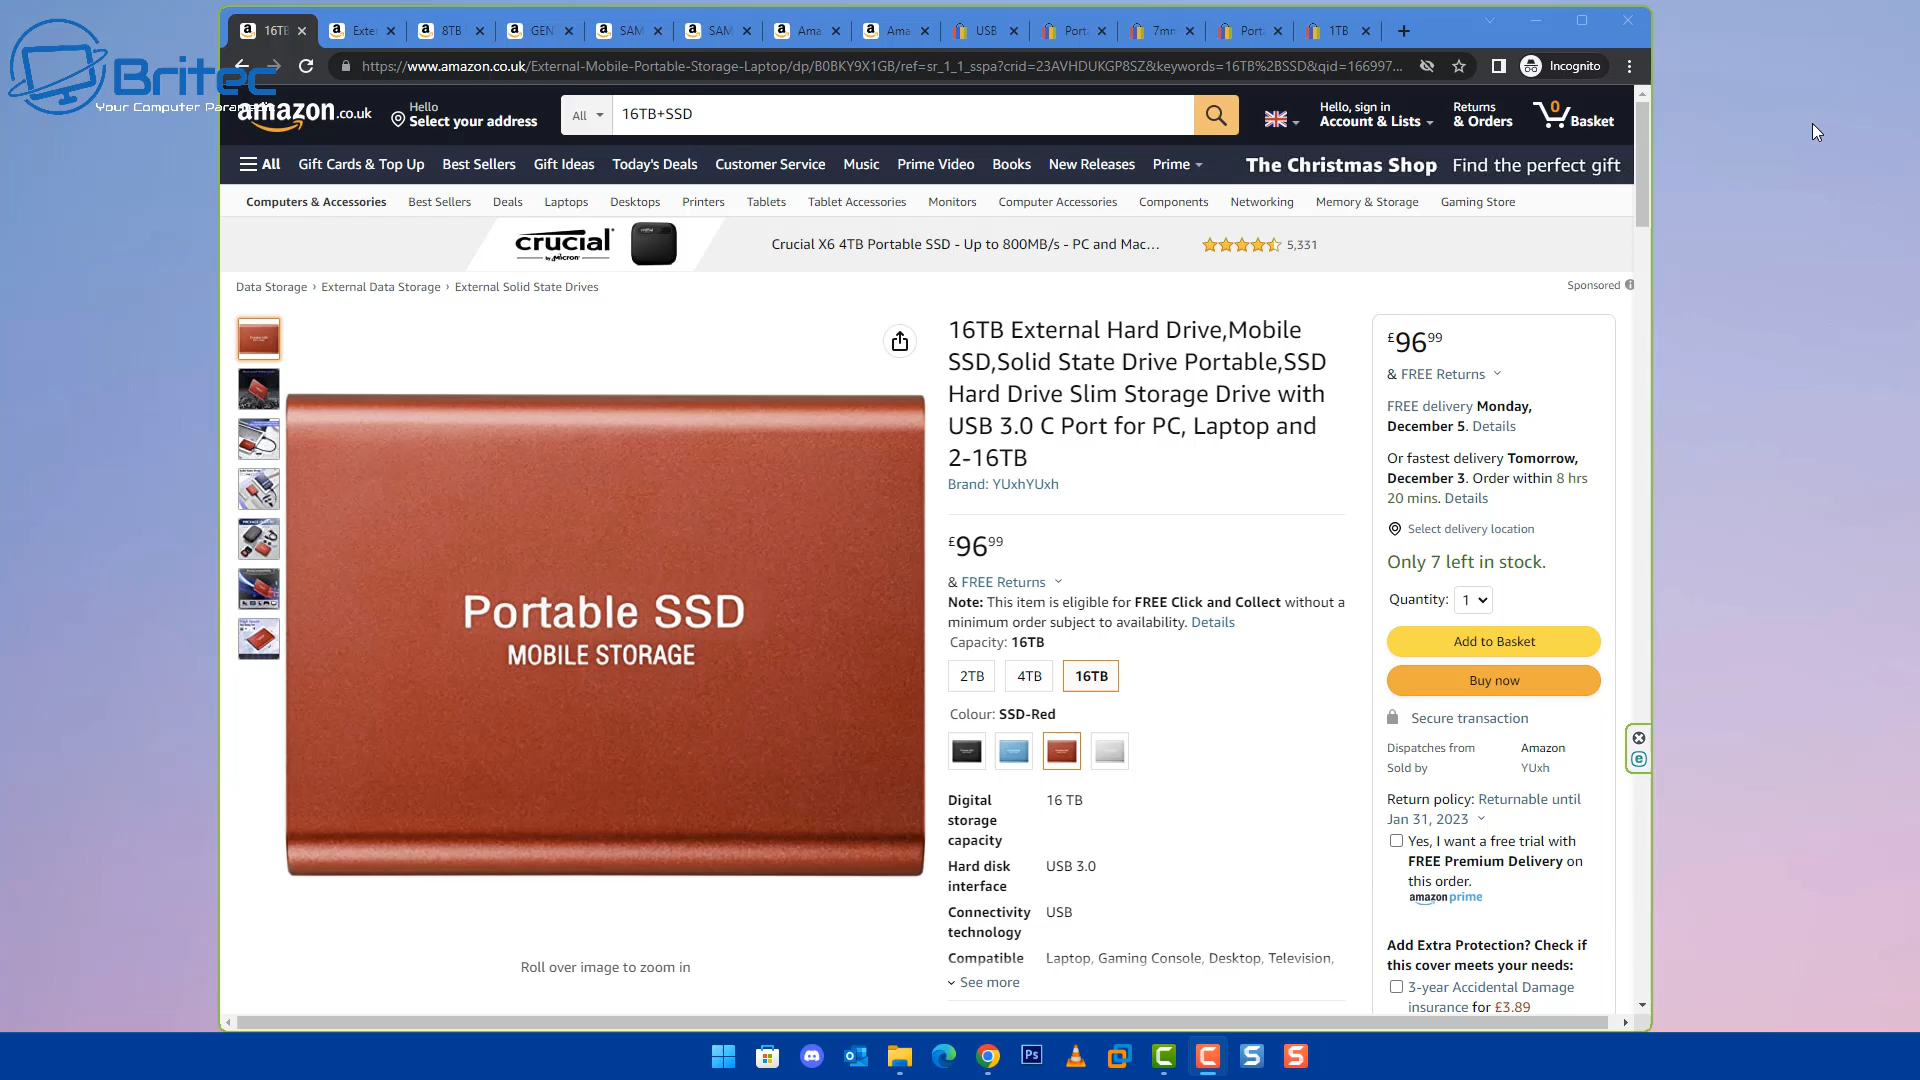 16TB
Exte
8TB
GEN
SAM
SAM
Ama
Ama
USB
Port
7mm
Port
1TB
Britec
Your Computer Paramedic
https://www.amazon.co.uk/External-Mobile-Portable-Storage-Laptop/dp/B0BKY9X1GB/ref=sr_1_1_sspa?crid=23AVHDUKGP8SZ&keywords=16TB%2BSSD&qid=166997...
Incognito
amazon.co.uk
Hello
Select your address
All
16TB+SSD
Hello, sign in
Account & Lists
Returns
& Orders
0
Basket
All
Gift Cards & Top Up
Best Sellers
Gift Ideas
Today's Deals
Customer Service
Music
Prime Video
Books
New Releases
Prime
The Christmas Shop
Find the perfect gift
Computers & Accessories
Best Sellers
Deals
Laptops
Desktops
Printers
Tablets
Tablet Accessories
Monitors
Computer Accessories
Components
Networking
Memory & Storage
Gaming Store
crucial
by Micron
Crucial X6 4TB Portable SSD - Up to 800MB/s - PC and Mac...
5,331
Data Storage › External Data Storage › External Solid State Drives
Sponsored
Portable SSD
MOBILE STORAGE
Roll over image to zoom in
16TB External Hard Drive,Mobile
SSD,Solid State Drive Portable,SSD
Hard Drive Slim Storage Drive with
USB 3.0 C Port for PC, Laptop and
2-16TB
Brand: YUxhYUxh
£96 99
& FREE Returns
Note: This item is eligible for FREE Click and Collect without a
minimum order subject to availability. Details
Capacity: 16TB
2TB
4TB
16TB
Colour: SSD-Red
Digital storage capacity
16 TB
Hard disk interface
USB 3.0
Connectivity technology
USB
Compatible
Laptop, Gaming Console, Desktop, Television,
See more
£96 99
& FREE Returns
FREE delivery Monday,
December 5. Details
Or fastest delivery Tomorrow,
December 3. Order within 8 hrs
20 mins. Details
Select delivery location
Only 7 left in stock.
Quantity: 1
Add to Basket
Buy now
Secure transaction
Dispatches from
Amazon
Sold by
YUxh
Return policy: Returnable until
Jan 31, 2023
Yes, I want a free trial with
FREE Premium Delivery on
this order.
amazon prime
Add Extra Protection? Check if
this cover meets your needs:
3-year Accidental Damage
insurance for £3.89
Ps